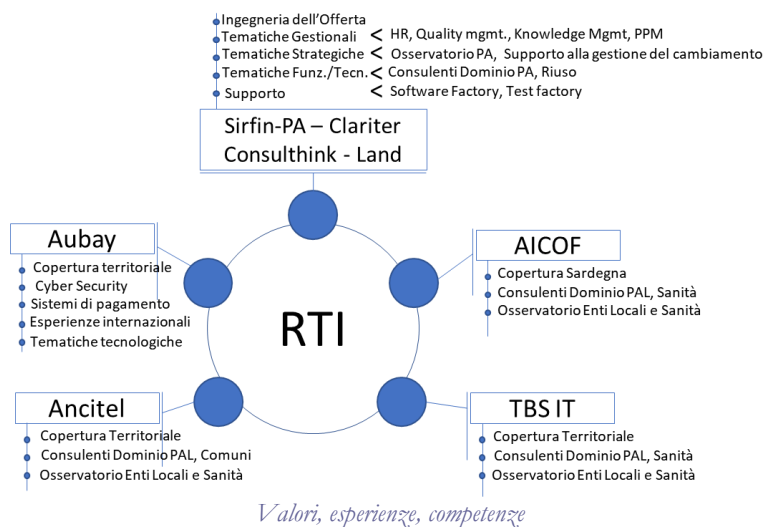 Ingegneria dell'Offerta
Tematiche Gestionali < HR, Quality mgmt., Knowledge Mgmt, PPM
Tematiche Strategiche < Osservatorio PA, Supporto alla gestione del cambiamento
Tematiche Funz./Tecn. < Consulenti Dominio PA, Riuso
Supporto < Software Factory, Test factory
Sirfin-PA – Clariter
Consulthink - Land
Aubay
Copertura territoriale
Cyber Security
Sistemi di pagamento
Esperienze internazionali
Tematiche tecnologiche
AICOF
Copertura Sardegna
Consulenti Dominio PAL, Sanità
Osservatorio Enti Locali e Sanità
RTI
Ancitel
Copertura Territoriale
Consulenti Dominio PAL, Comuni
Osservatorio Enti Locali e Sanità
TBS IT
Copertura Territoriale
Consulenti Dominio PAL, Sanità
Osservatorio Enti Locali e Sanità
Valori, esperienze, competenze